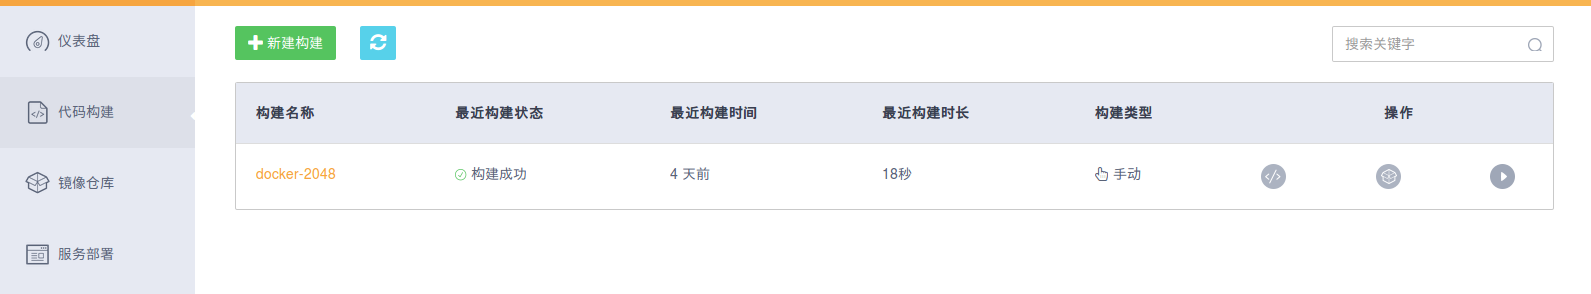 仪表盘
代码构建
镜像仓库
服务部署
新建构建
搜索关键字
构建名称 最近构建状态 最近构建时间 最近构建时长 构建类型 操作
docker-2048 构建成功 4 天前 18秒 手动